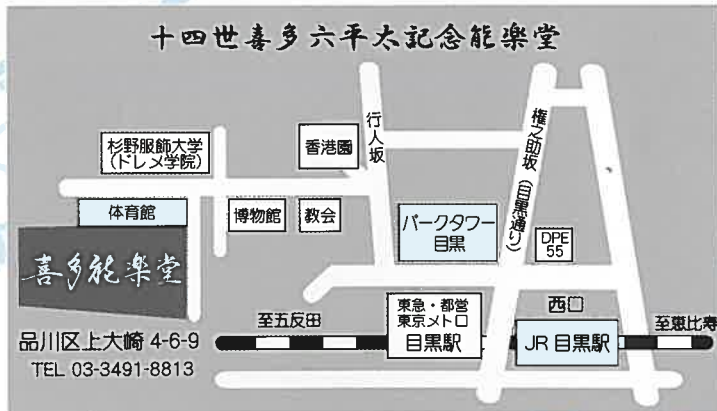 十四世喜多六平太記念能楽堂
杉野服飾大学
(ドレメ学院)
香港園
行人坂
権之助坂(目黒通り)
体育館
博物館
教会
パークタワー
目黒
DPE
55
喜多能楽堂
東急・都営
東京メトロ
目黒駅
西口
至五反田
JR 目黒駅
至恵比寿
品川区上大崎 4-6-9
TEL 03-3491-8813